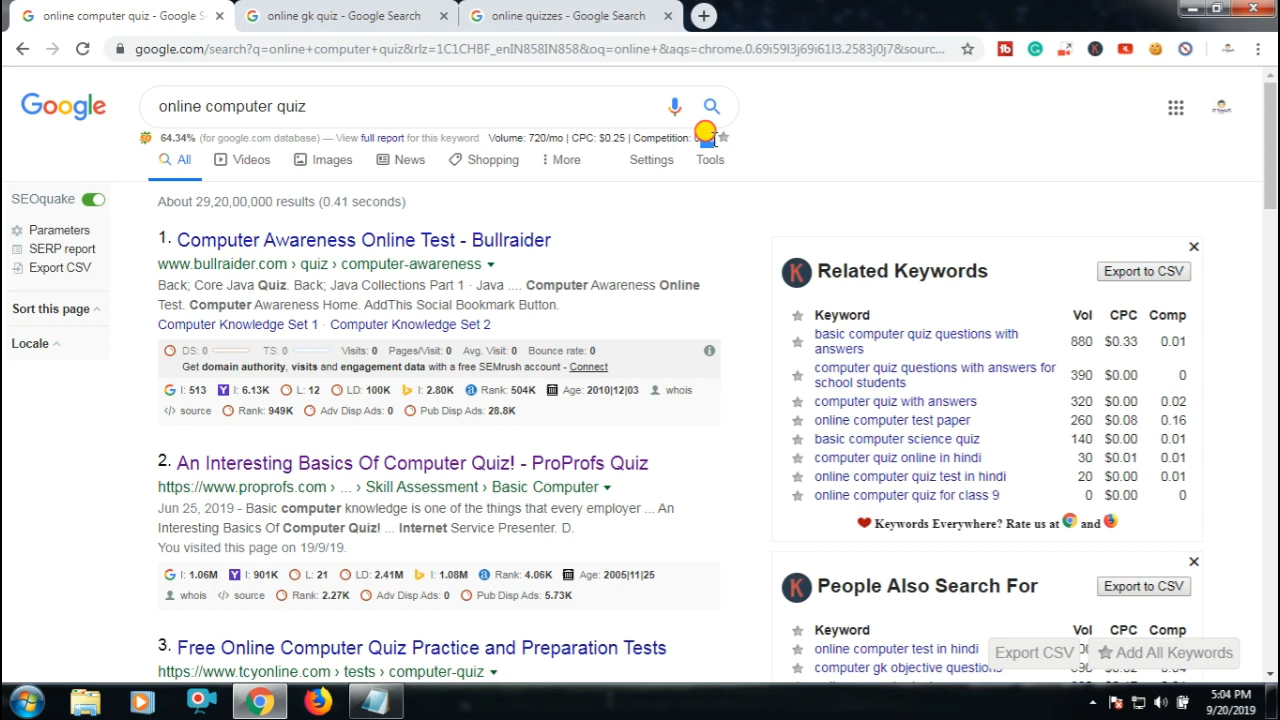 online computer quiz - Google S
online gk quiz - Google Search
online quizzes - Google Search
google.com/search?q=online+computer+quiz&rlz=1C1CHBF_enIN858IN858&oq=online+&aqs=chrome.0.69i59l3j69i61l3.2583j0j7&sourc...
Google
online computer quiz
64.34% (for google.com database) — View full report for this keyword Volume: 720/mo | CPC: $0.25 | Competition:
All Videos Images News Shopping More Settings Tools
SEOquake
Parameters
SERP report
Export CSV
Sort this page
Locale
About 29,20,00,000 results (0.41 seconds)
1. Computer Awareness Online Test - Bullraider
www.bullraider.com › quiz › computer-awareness
Back; Core Java Quiz. Back; Java Collections Part 1 · Java .... Computer Awareness Online
Test. Computer Awareness Home. AddThis Social Bookmark Button.
Computer Knowledge Set 1 · Computer Knowledge Set 2
DS: 0 TS: 0 Visits: 0 Pages/Visit: 0 Avg. Visit: 0 Bounce rate: 0
Get domain authority, visits and engagement data with a free SEMrush account - Connect
I: 513 I: 6.13K L: 12 LD: 100K I: 2.80K Rank: 504K Age: 2010|12|03 whois
source Rank: 949K Adv Disp Ads: 0 Pub Disp Ads: 28.8K
2. An Interesting Basics Of Computer Quiz! - ProProfs Quiz
https://www.proprofs.com › ... › Skill Assessment › Basic Computer
Jun 25, 2019 - Basic computer knowledge is one of the things that every employer ... An
Interesting Basics Of Computer Quiz! ... Internet Service Presenter. D.
You visited this page on 19/9/19.
I: 1.06M I: 901K L: 21 LD: 2.41M I: 1.08M Rank: 4.06K Age: 2005|11|25
whois source Rank: 2.27K Adv Disp Ads: 0 Pub Disp Ads: 5.73K
3. Free Online Computer Quiz Practice and Preparation Tests
https://www.tcyonline.com › tests › computer-quiz
Related Keywords
Export to CSV
Keyword Vol CPC Comp
basic computer quiz questions with
answers 880 $0.33 0.01
computer quiz questions with answers for
school students 390 $0.00 0
computer quiz with answers 320 $0.00 0.02
online computer test paper 260 $0.08 0.16
basic computer science quiz 140 $0.00 0.01
computer quiz online in hindi 30 $0.01 0.01
online computer quiz test in hindi 20 $0.00 0.01
online computer quiz for class 9 0 $0.00 0
Keywords Everywhere? Rate us at and
People Also Search For
Export to CSV
Keyword Vol CPC Comp
online computer test in hindi
computer gk objective questions
Export CSV Add All Keywords
5:04 PM
9/20/2019